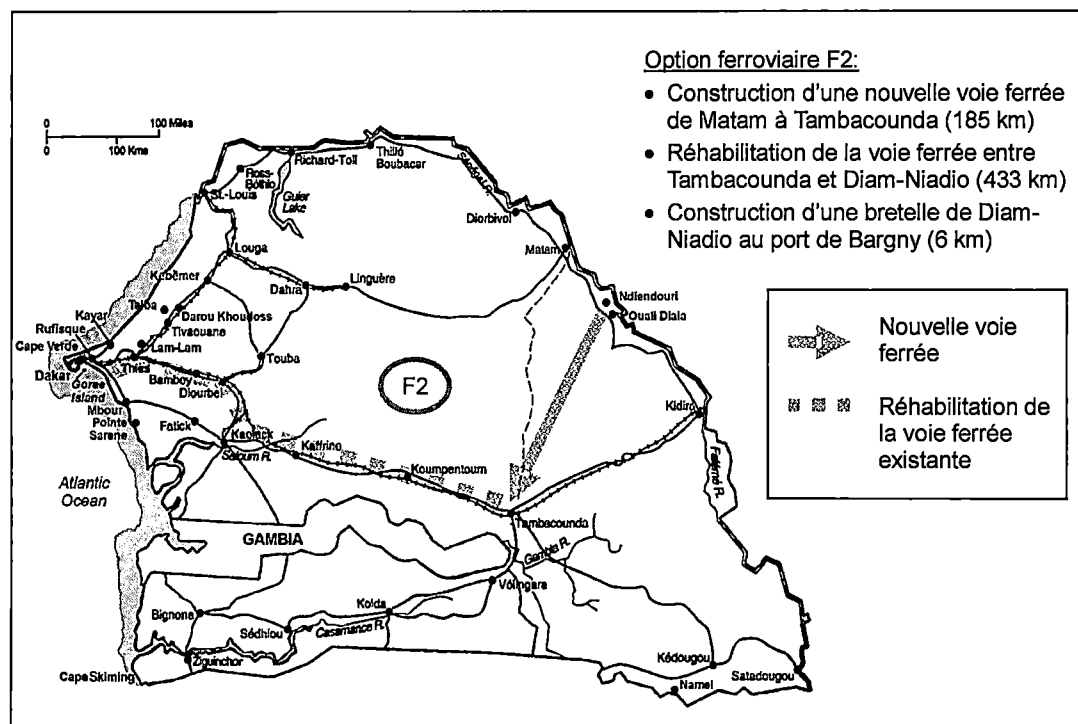 Option ferroviaire F2:
• Construction d'une nouvelle voie ferrée
de Matam à Tambacounda (185 km)
• Réhabilitation de la voie ferrée entre
Tambacounda et Diam-Niadio (433 km)
• Construction d'une bretelle de Diam-
Niadio au port de Bargny (6 km)
0 100 Miles
0 100 Kms
Richard-Toll
Thillé
Boubacar
Ross-
Béthio
St.-Louis
Guier
Lake
Sénégal R.
Diorbivol
Matam
Louga
Linguère
Dahra
Kébémer
Ndiendouri
Ouali Diala
Taïba
Darou Khoudoss
Kayar
Tivaouane
Rufisque
Lam-Lam
Cape Verde
Touba
Thiès
Dakar
Bambey
Goree
Island
Diourbel
F2
Mbour
Pointe
Sarene
Fatick
Kidira
Kaolack
Saloum R.
Kaffrine
Koumpentoum
Falémé R.
Atlantic
Ocean
Tambacounda
GAMBIA
Gambia R.
Vélingara
Bignona
Kolda
Sédhiou
Casamance R.
Ziguinchor
Kédougou
Satadougou
Cape Skiming
Namel
Nouvelle voie
ferrée
Réhabilitation de
la voie ferrée
existante